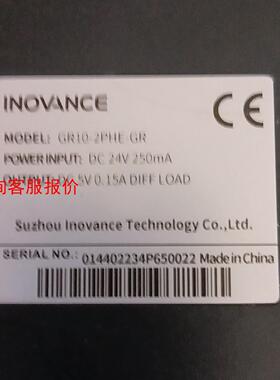 INOVANCE
CE
MODEL: GR10-2PHE-GR
POWER INPUT: DC 24V 250mA
OUTPUT: DC 5V 0.15A DIFF LOAD
询客服报价
Suzhou Inovance Technology Co.,Ltd.
SERIAL NO.: 014402234P650022 Made in China